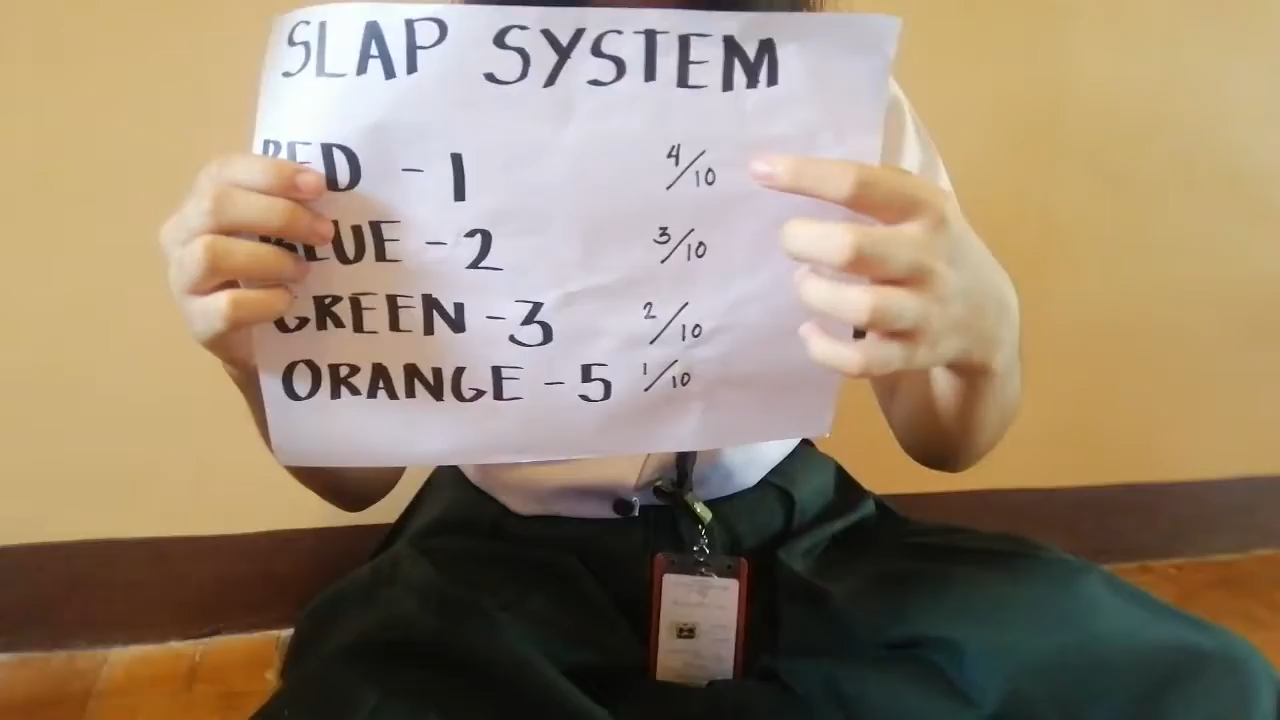 SLAP SYSTEM
RED - 1 4/10
BLUE - 2 3/10
GREEN - 3 2/10
ORANGE - 5 1/10